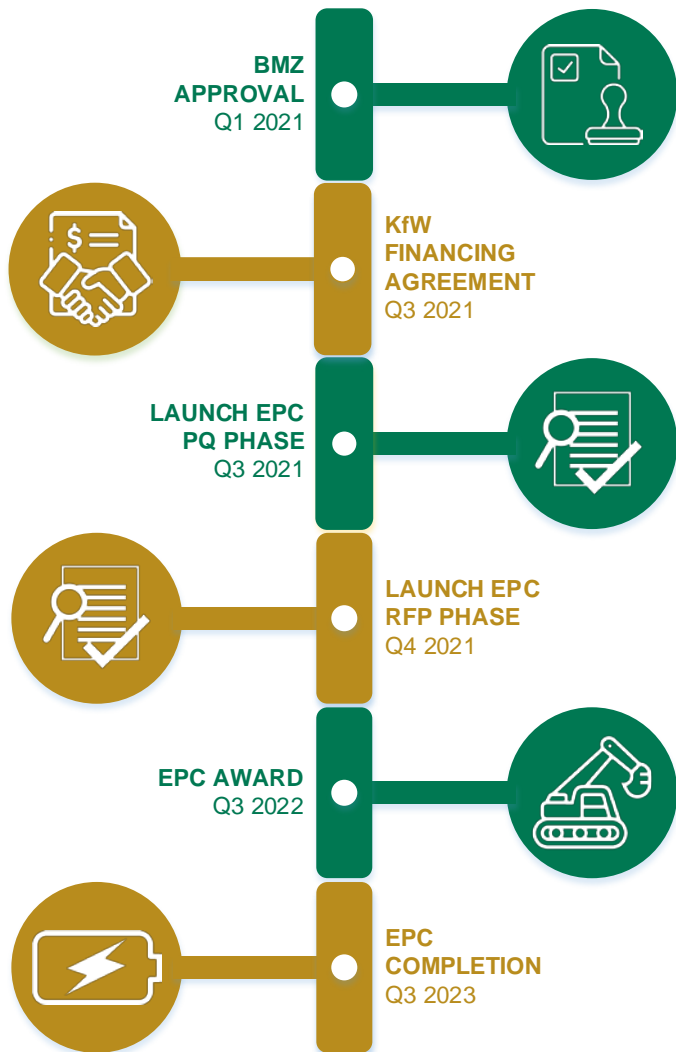 BMZ
APPROVAL
Q1 2021
$
KfW
FINANCING
AGREEMENT
Q3 2021
LAUNCH EPC
PQ PHASE
Q3 2021
LAUNCH EPC
RFP PHASE
Q4 2021
EPC AWARD
Q3 2022
EPC
COMPLETION
Q3 2023